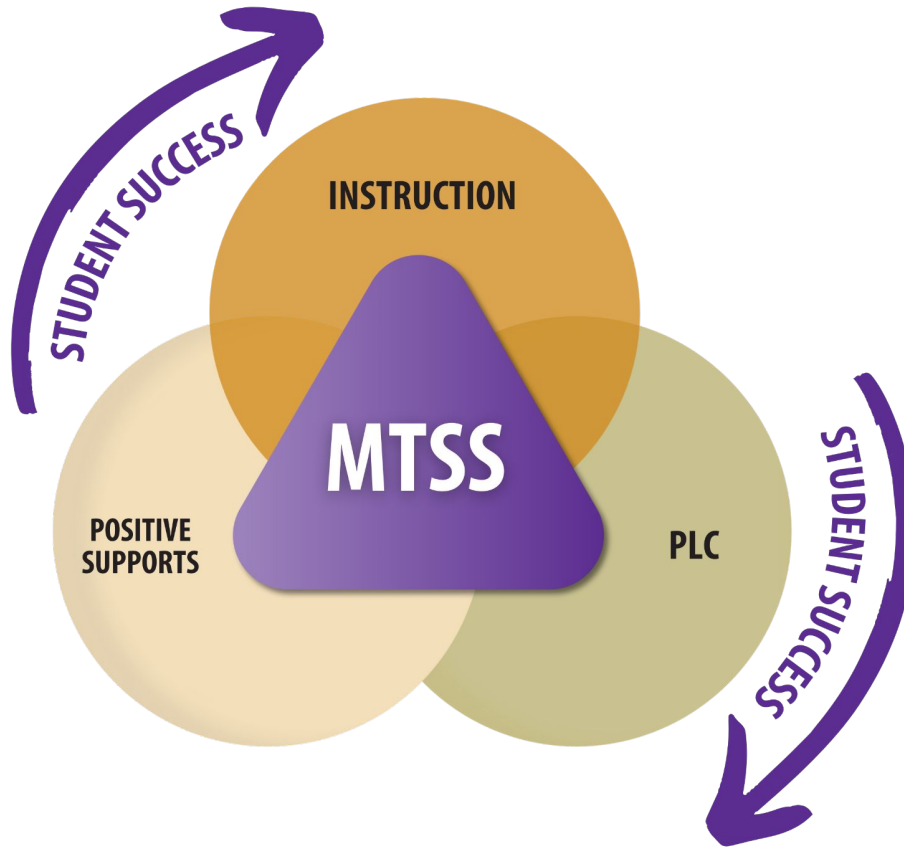 STUDENT SUCCESS
INSTRUCTION
MTSS
POSITIVE
SUPPORTS
PLC
STUDENT SUCCESS